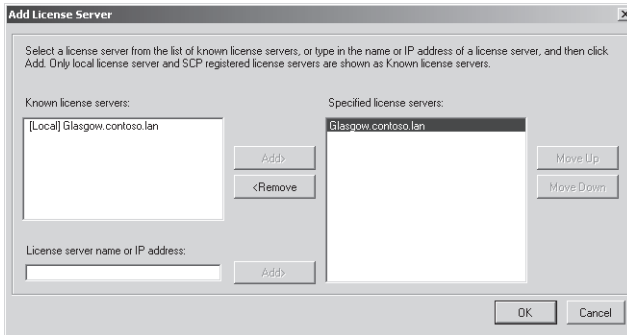 Add License Server
Select a license server from the list of known license servers, or type in the name or IP address of a license server, and then click
Add. Only local license server and SCP registered license servers are shown as Known license servers.
Known license servers:
Specified license servers:
[Local] Glasgow.contoso.lan
Glasgow.contoso.lan
Add>
<Remove
Move Up
Move Down
License server name or IP address:
Add>
OK
Cancel